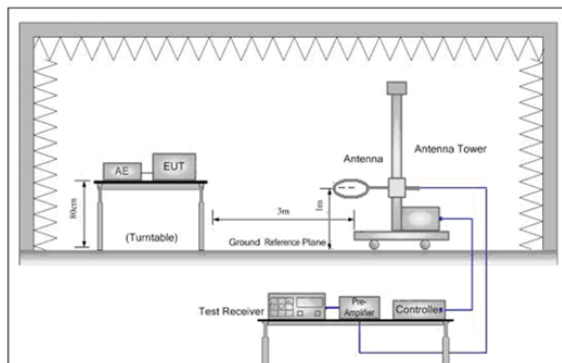 Antenna
Antenna Tower
AE
EUT
80cm
3m
1m
(Turntable)
Ground Reference Plane
Test Receiver
Pre-
Amplifier
Controller